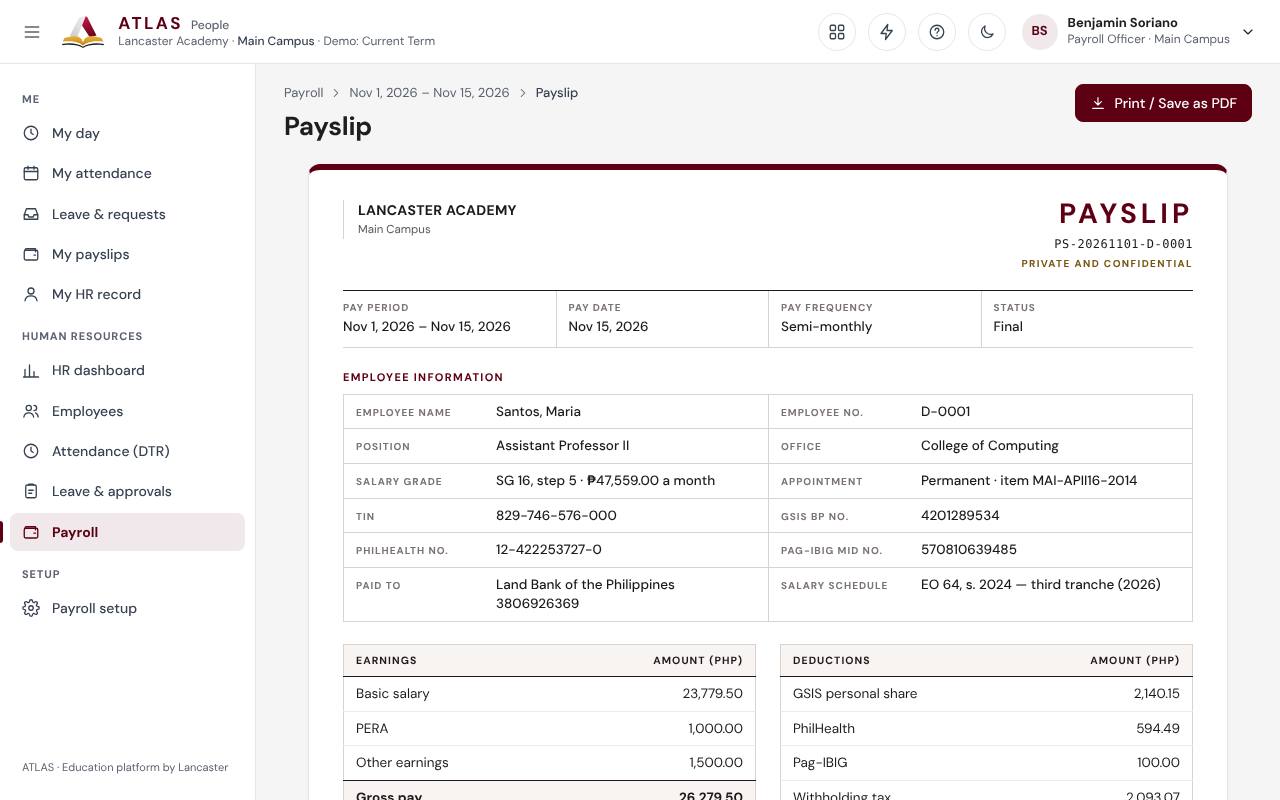 ATLAS People
Lancaster Academy · Main Campus · Demo: Current Term
BS
Benjamin Soriano
Payroll Officer · Main Campus
ME
My day
My attendance
Leave & requests
My payslips
My HR record
HUMAN RESOURCES
HR dashboard
Employees
Attendance (DTR)
Leave & approvals
Payroll
SETUP
Payroll setup
ATLAS · Education platform by Lancaster
Payroll > Nov 1, 2026 – Nov 15, 2026 > Payslip
Payslip
Print / Save as PDF
LANCASTER ACADEMY
Main Campus
PAYSLIP
PS-20261101-D-0001
PRIVATE AND CONFIDENTIAL
PAY PERIOD
Nov 1, 2026 – Nov 15, 2026
PAY DATE
Nov 15, 2026
PAY FREQUENCY
Semi-monthly
STATUS
Final
EMPLOYEE INFORMATION
EMPLOYEE NAME Santos, Maria EMPLOYEE NO. D-0001
POSITION Assistant Professor II OFFICE College of Computing
SALARY GRADE SG 16, step 5 · ₱47,559.00 a month APPOINTMENT Permanent · item MAI-APII16-2014
TIN 829-746-576-000 GSIS BP NO. 4201289534
PHILHEALTH NO. 12-422253727-0 PAG-IBIG MID NO. 570810639485
PAID TO Land Bank of the Philippines SALARY SCHEDULE EO 64, s. 2024 — third tranche (2026)
3806926369
EARNINGS AMOUNT (PHP)
Basic salary 23,779.50
PERA 1,000.00
Other earnings 1,500.00
Gross pay 26,279.50
DEDUCTIONS AMOUNT (PHP)
GSIS personal share 2,140.15
PhilHealth 594.49
Pag-IBIG 100.00
Withholding tax 2,093.07